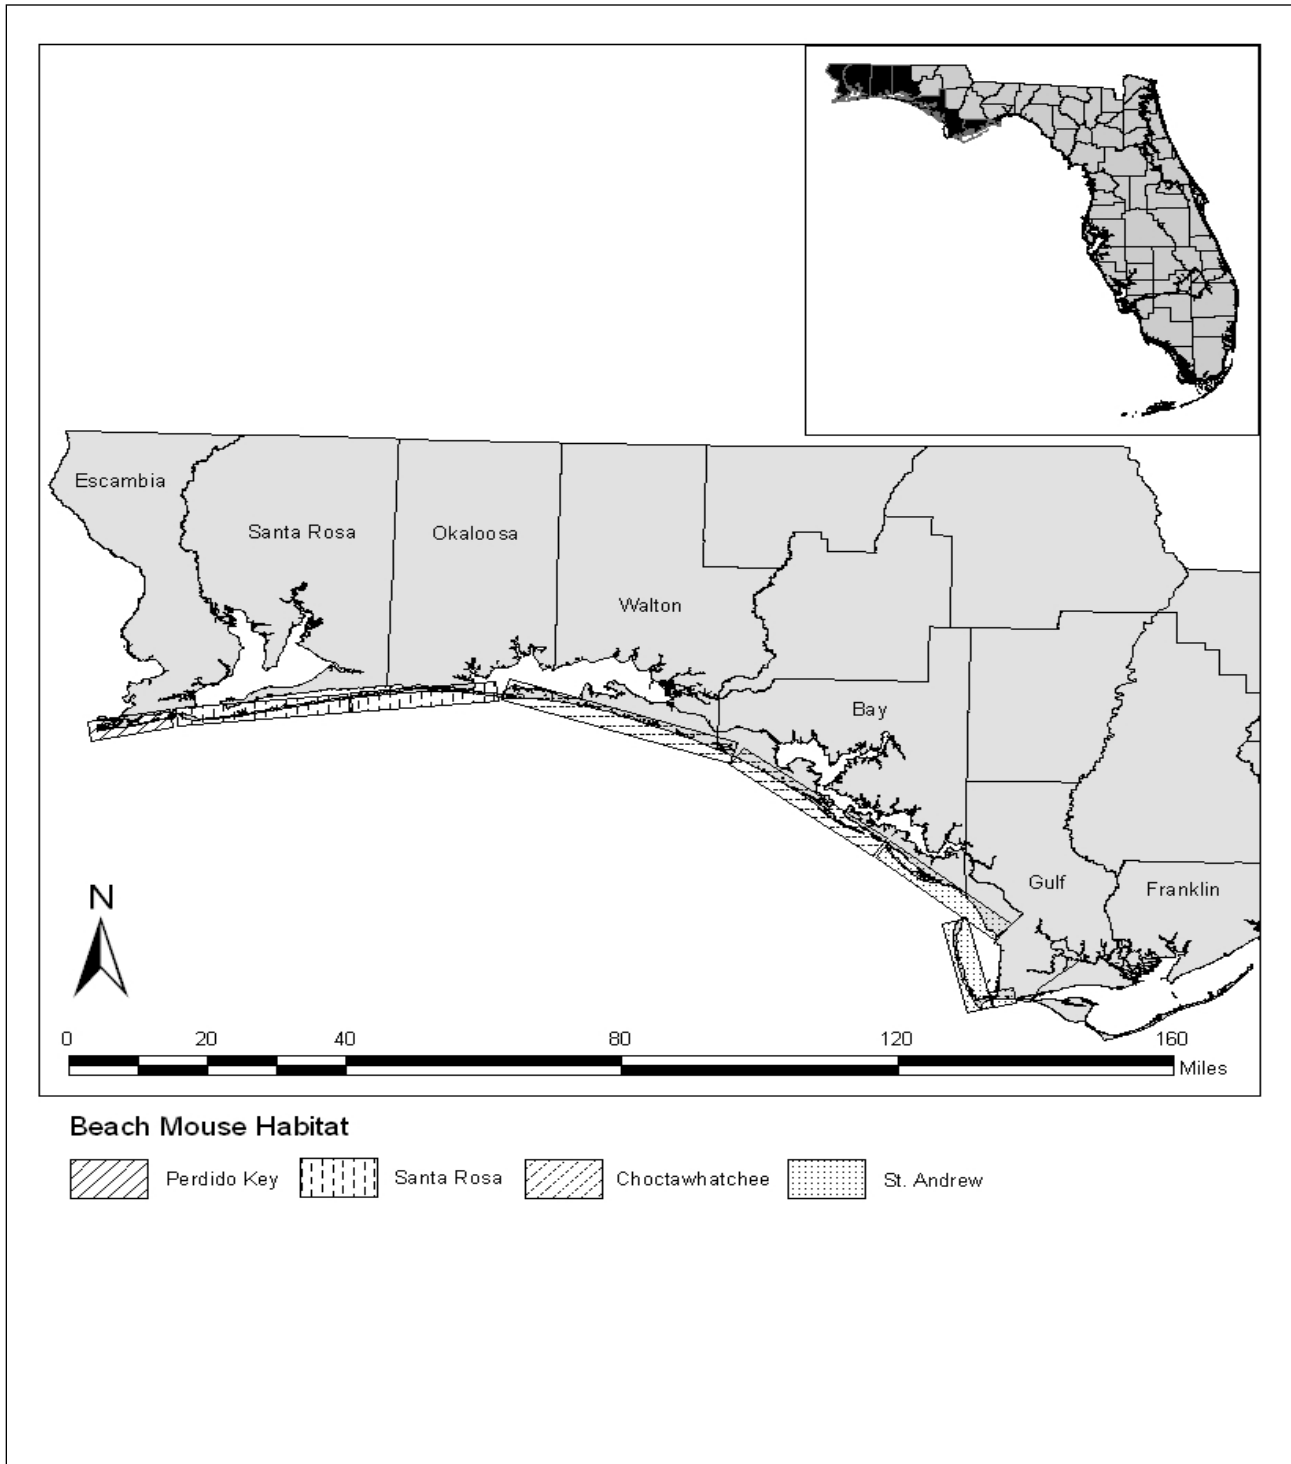 Escambia
Santa Rosa
Okaloosa
Walton
Bay
Gulf
Franklin
N
0 20 40 80 120 160
Miles
Beach Mouse Habitat
Perdido Key Santa Rosa Choctawhatchee St. Andrew